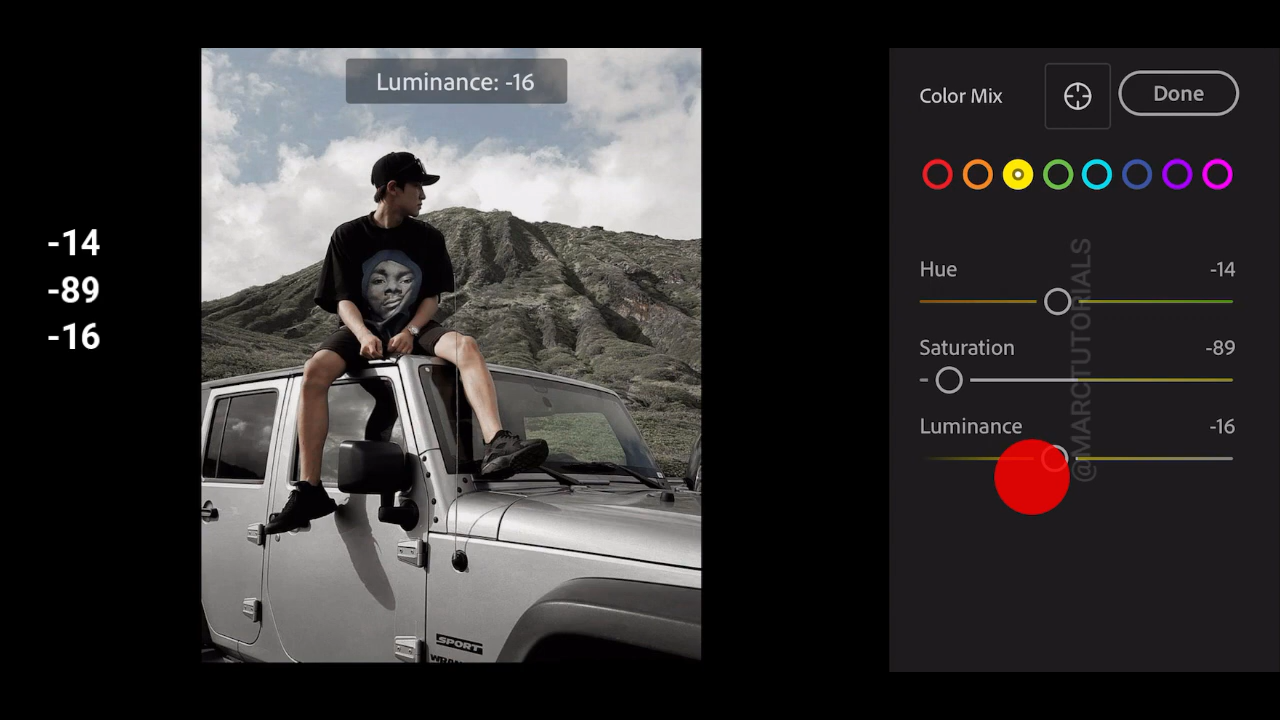 Luminance: -16
Color Mix
Done
-14
-89
-16
Hue
-14
Saturation
-89
Luminance
-16
@MARCTUTORIALS
SPORT